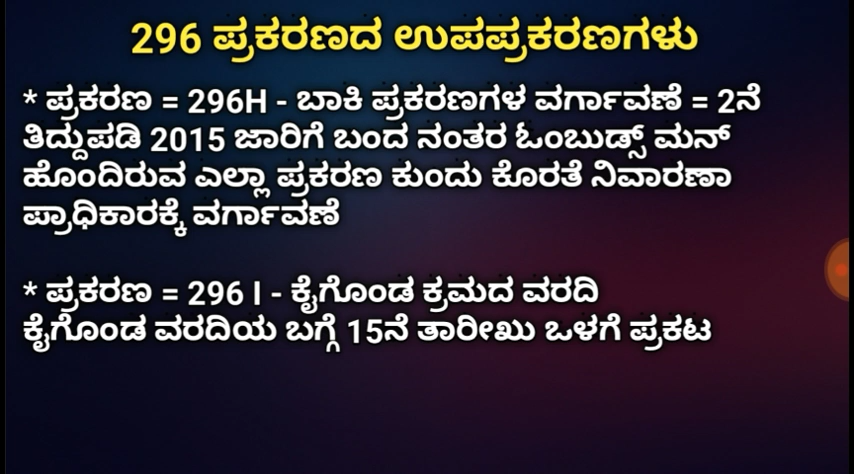 296 ಪ್ರಕರಣದ ಉಪಪ್ರಕರಣಗಳು
* ಪ್ರಕರಣ = 296H - ಬಾಕಿ ಪ್ರಕರಣಗಳ ವರ್ಗಾವಣೆ = 2ನೆ
ತಿದ್ದುಪಡಿ 2015 ಜಾರಿಗೆ ಬಂದ ನಂತರ ಓಂಬುಡ್ಸ್ ಮನ್
ಹೊಂದಿರುವ ಎಲ್ಲಾ ಪ್ರಕರಣ ಕುಂದು ಕೊರತೆ ನಿವಾರಣಾ
ಪ್ರಾಧಿಕಾರಕ್ಕೆ ವರ್ಗಾವಣೆ
* ಪ್ರಕರಣ = 296 I - ಕೈಗೊಂಡ ಕ್ರಮದ ವರದಿ
ಕೈಗೊಂಡ ವರದಿಯ ಬಗ್ಗೆ 15ನೆ ತಾರೀಖು ಒಳಗೆ ಪ್ರಕಟ